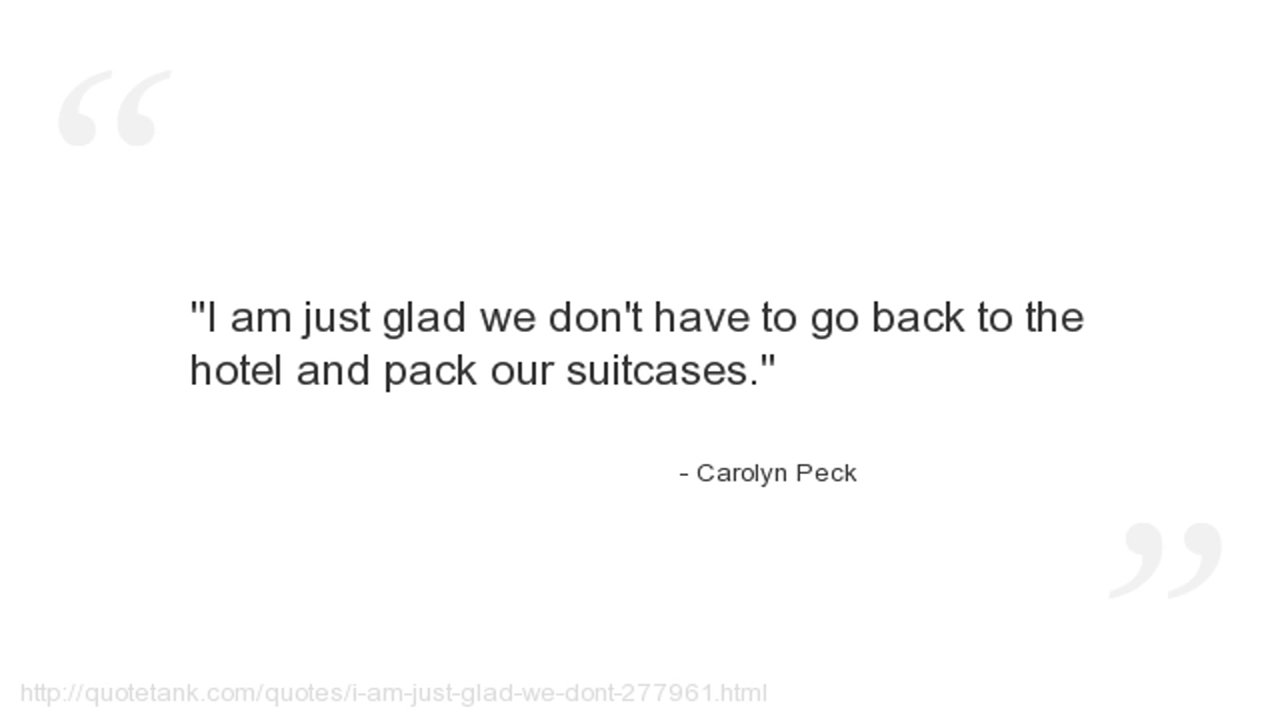 "I am just glad we don't have to go back to the
hotel and pack our suitcases."
- Carolyn Peck
http://quotetank.com/quotes/i-am-just-glad-we-dont-277961.html